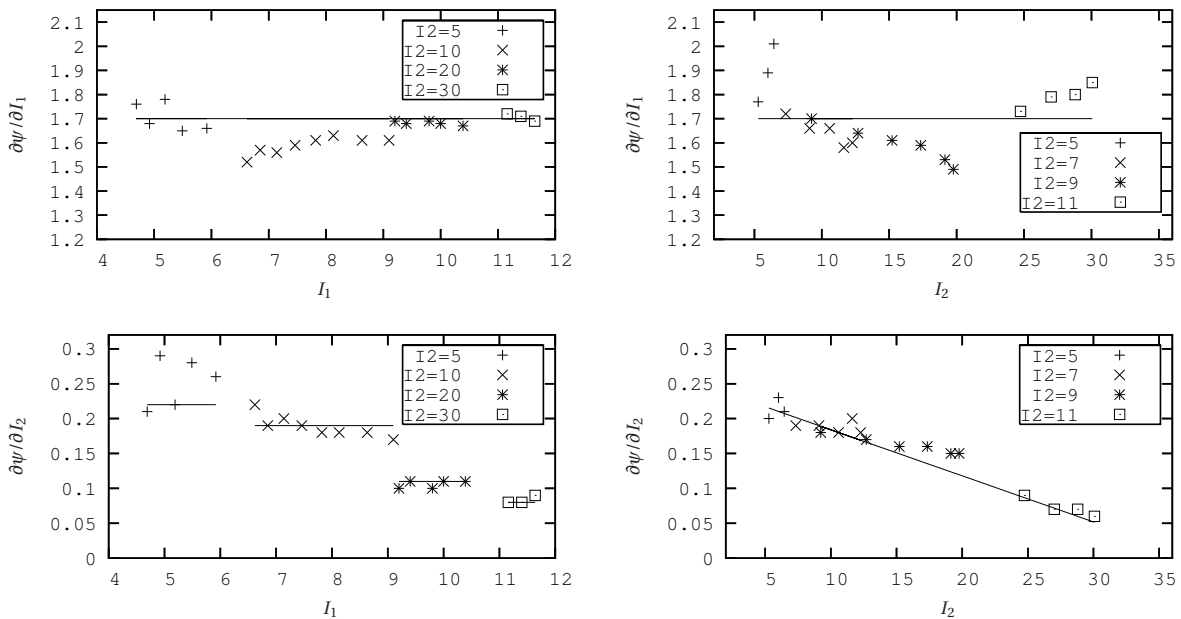 ∂ψ/∂I₁
2.1
2
1.9
1.8
1.7
1.6
1.5
1.4
1.3
1.2
I2=5
I2=10
I2=20
I2=30
4 5 6 7 8 9 10 11 12
I₁
∂ψ/∂I₁
2.1
2
1.9
1.8
1.7
1.6
1.5
1.4
1.3
1.2
I2=5
I2=7
I2=9
I2=11
5 10 15 20 25 30 35
I₂
∂ψ/∂I₂
0.3
0.25
0.2
0.15
0.1
0.05
0
I2=5
I2=10
I2=20
I2=30
4 5 6 7 8 9 10 11 12
I₁
∂ψ/∂I₂
0.3
0.25
0.2
0.15
0.1
0.05
0
I2=5
I2=7
I2=9
I2=11
5 10 15 20 25 30 35
I₂